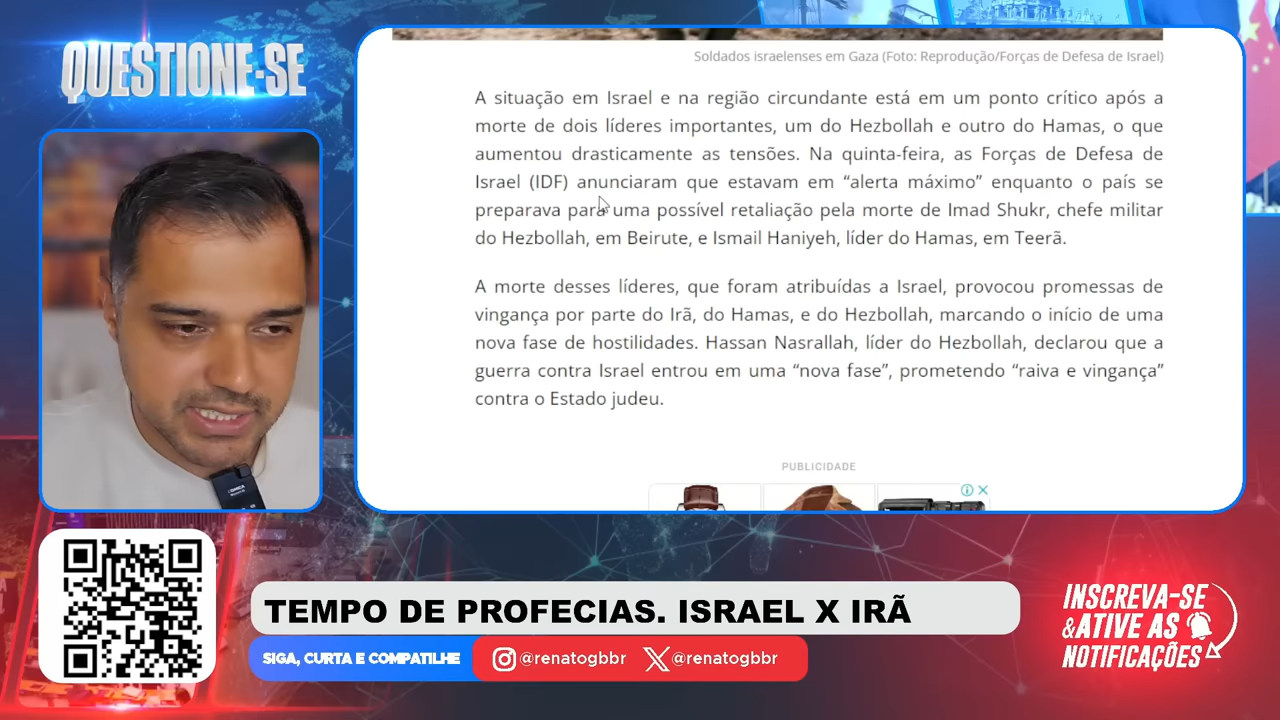 QUESTIONE-SE
Soldados israelenses em Gaza (Foto: Reprodução/Forças de Defesa de Israel)
A situação em Israel e na região circundante está em um ponto crítico após a
morte de dois líderes importantes, um do Hezbollah e outro do Hamas, o que
aumentou drasticamente as tensões. Na quinta-feira, as Forças de Defesa de
Israel (IDF) anunciaram que estavam em “alerta máximo” enquanto o país se
preparava para uma possível retaliação pela morte de Imad Shukr, chefe militar
do Hezbollah, em Beirute, e Ismail Haniyeh, líder do Hamas, em Teerã.
A morte desses líderes, que foram atribuídas a Israel, provocou promessas de
vingança por parte do Irã, do Hamas, e do Hezbollah, marcando o início de uma
nova fase de hostilidades. Hassan Nasrallah, líder do Hezbollah, declarou que a
guerra contra Israel entrou em uma “nova fase”, prometendo “raiva e vingança”
contra o Estado judeu.
PUBLICIDADE
TEMPO DE PROFECIAS. ISRAEL X IRÃ
SIGA, CURTA E COMPATILHE
@renatogbbr
@renatogbbr
INSCREVA-SE
&ATIVE AS
NOTIFICAÇÕES